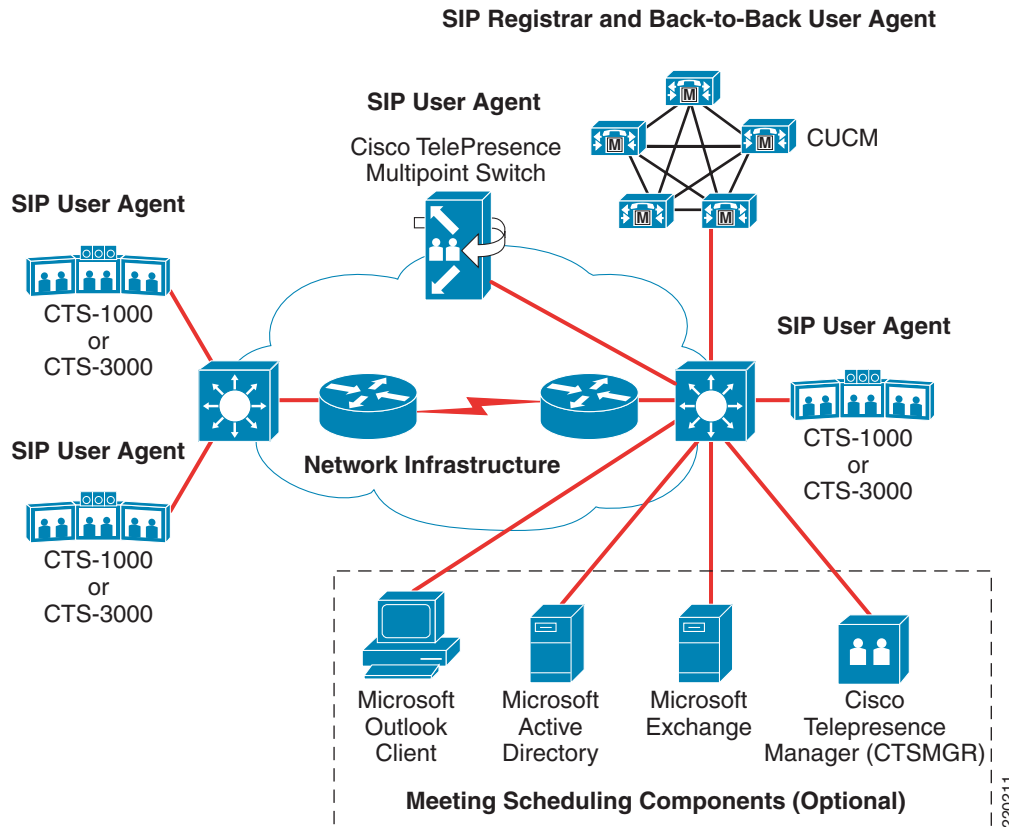 SIP Registrar and Back-to-Back User Agent
SIP User Agent
Cisco TelePresence
Multipoint Switch
M
M
M
M
M
CUCM
SIP User Agent
CTS-1000
or
CTS-3000
SIP User Agent
CTS-1000
or
CTS-3000
Network Infrastructure
SIP User Agent
CTS-1000
or
CTS-3000
Microsoft
Outlook
Client
Microsoft
Active
Directory
Microsoft
Exchange
Cisco
Telepresence
Manager (CTSMGR)
Meeting Scheduling Components (Optional)
220211